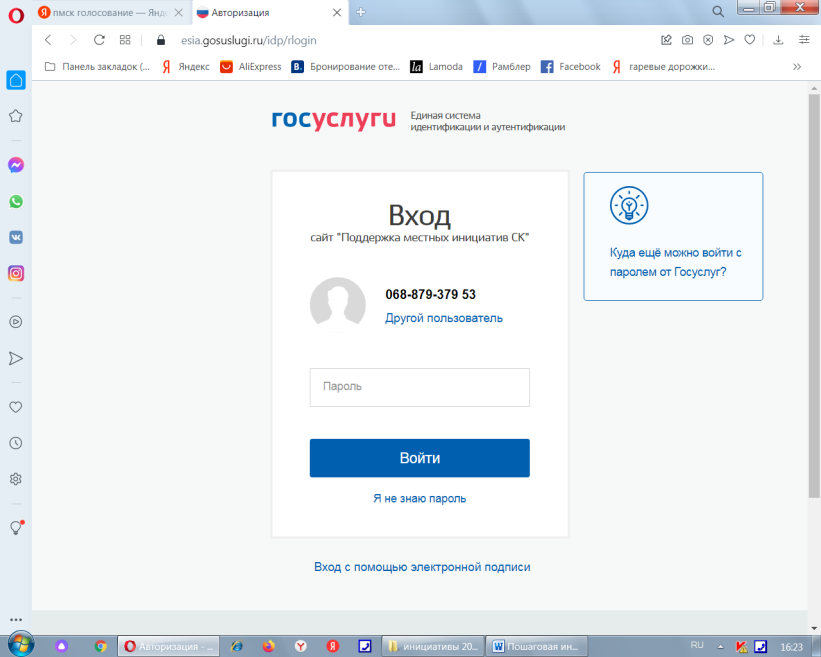 пмск голосование — Янд
Авторизация
esia.gosuslugi.ru/idp/rlogin
Панель закладок (...
Яндекс
AliExpress
Бронирование оте...
Lamoda
Рамблер
Facebook
гаревые дорожки...
госуслуги
Единая система
идентификации и аутентификации
Вход
сайт "Поддержка местных инициатив СК"
068-879-379 53
Другой пользователь
Пароль
Войти
Я не знаю пароль
Вход с помощью электронной подписи
Куда ещё можно войти с
паролем от Госуслуг?
Авторизация - ...
инициативы 20...
Пошаговая ин...
RU
16:23